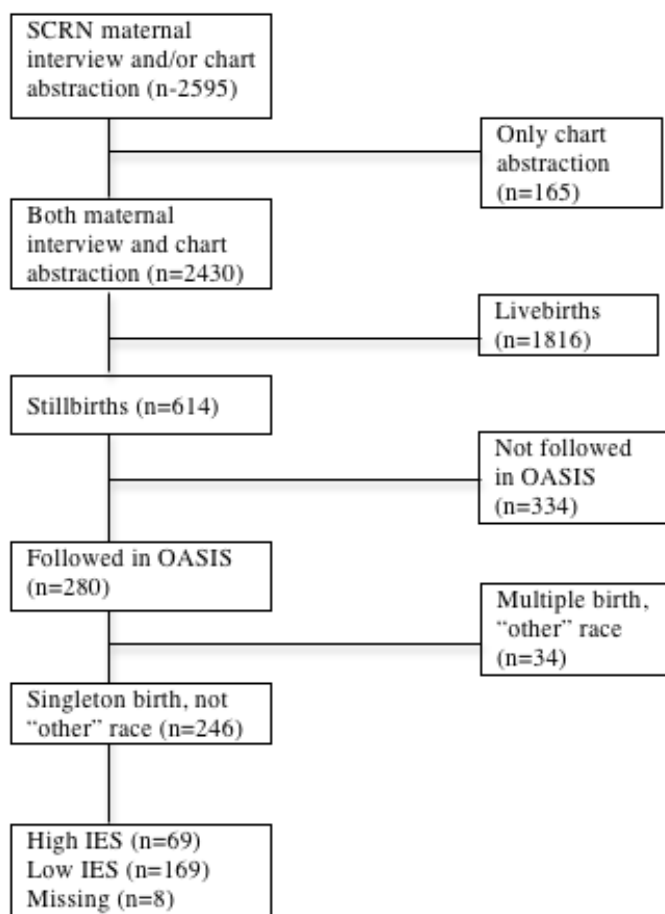 SCRN maternal
interview and/or chart
abstraction (n-2595)
Only chart
abstraction
(n=165)
Both maternal
interview and chart
abstraction (n=2430)
Livebirths
(n=1816)
Stillbirths (n=614)
Not followed
in OASIS
(n=334)
Followed in OASIS
(n=280)
Multiple birth,
“other” race
(n=34)
Singleton birth, not
“other” race (n=246)
High IES (n=69)
Low IES (n=169)
Missing (n=8)